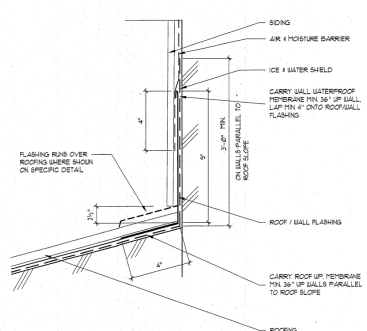 SIDING
AIR & MOISTURE BARRIER
ICE & WATER SHIELD
CARRY WALL WATERPROOF
MEMBRANE MIN. 36" UP WALL,
LAP MIN 4" ONTO ROOF/WALL
FLASHING
4"
9"
3'-0" MIN.
ON WALLS PARALLEL TO
ROOF SLOPE
FLASHING RUNS OVER
ROOFING WHERE SHOWN
ON SPECIFIC DETAIL
2½"
ROOF / WALL FLASHING
4"
CARRY ROOF WP. MEMBRANE
MIN. 36" UP WALLS PARALLEL
TO ROOF SLOPE
ROOFING